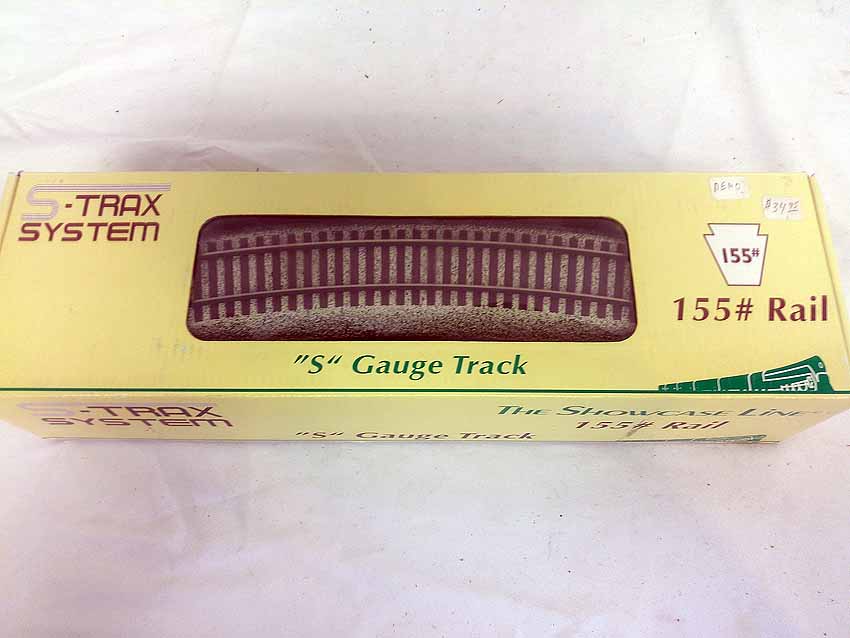 S-TRAX
SYSTEM
DEMO
$34.95
155#
155# Rail
"S" Gauge Track
S-TRAX
SYSTEM
THE SHOWCASE LINE
155# Rail
"S" Gauge Track